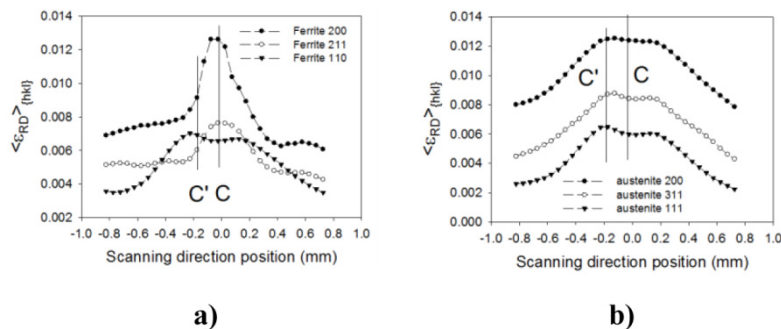 a)
0.014
0.012
0.010
0.008
0.006
0.004
0.002
<εRD>{hkl}
Ferrite 200
Ferrite 211
Ferrite 110
C' C
-1.0 -0.8 -0.6 -0.4 -0.2 0.0 0.2 0.4 0.6 0.8 1.0
Scanning direction position (mm)
a)
b)
0.014
0.012
0.010
0.008
0.006
0.004
0.002
0.000
<εRD>{hkl}
C' C
austenite 200
austenite 311
austenite 111
-1.0 -0.8 -0.6 -0.4 -0.2 0.0 0.2 0.4 0.6 0.8 1.0
Scanning direction position (mm)
b)